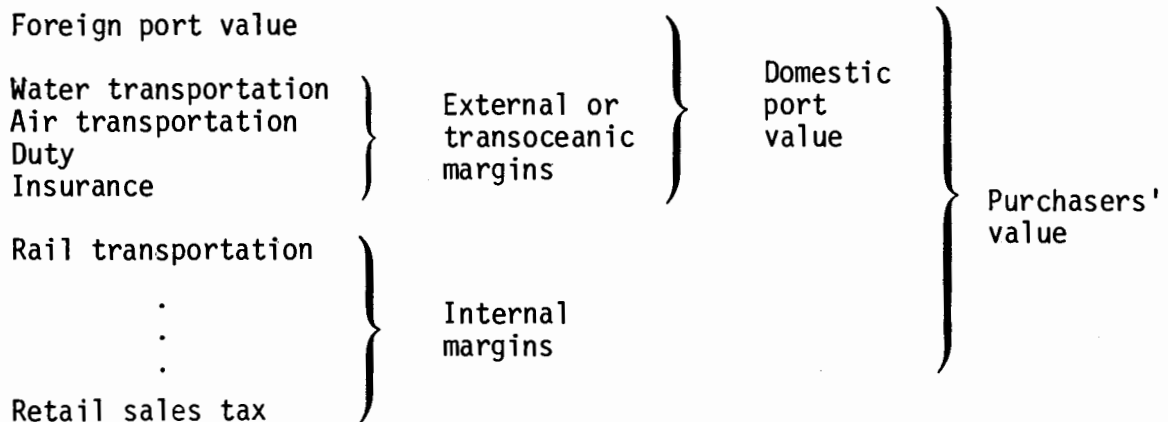 Foreign port value
Water transportation
Air transportation
Duty
Insurance
External or
transoceanic
margins
Domestic
port
value
Rail transportation
.
.
.
Retail sales tax
Internal
margins
Purchasers'
value